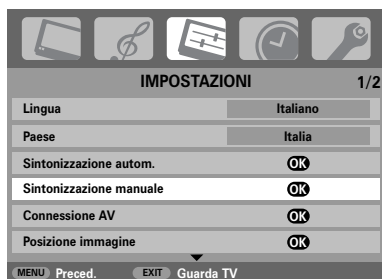 IMPOSTAZIONI 1/2
Lingua Italiano
Paese Italia
Sintonizzazione autom. OK
Sintonizzazione manuale OK
Connessione AV OK
Posizione immagine OK
MENU Preced. EXIT Guarda TV